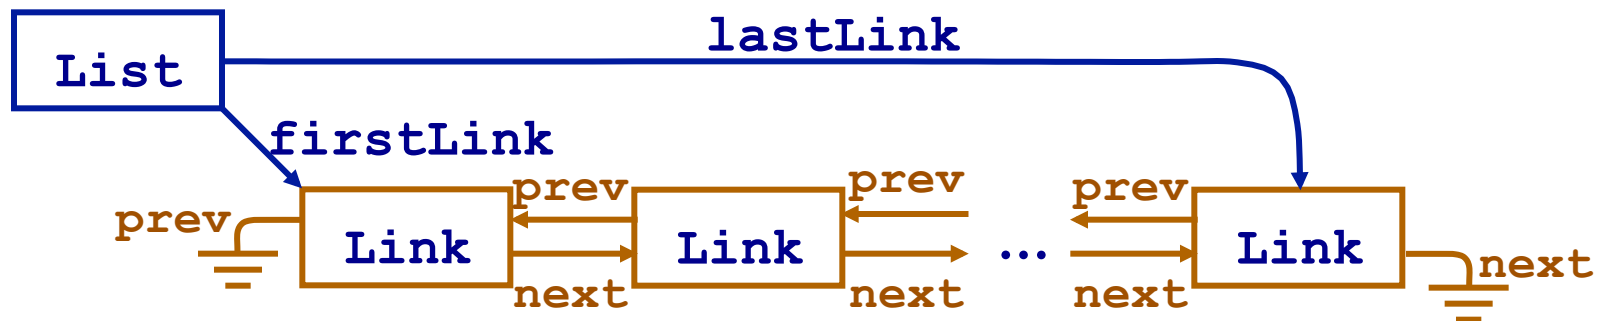 lastLink
List
firstLink
prev prev prev
prev
Link Link ... Link
next
next next next